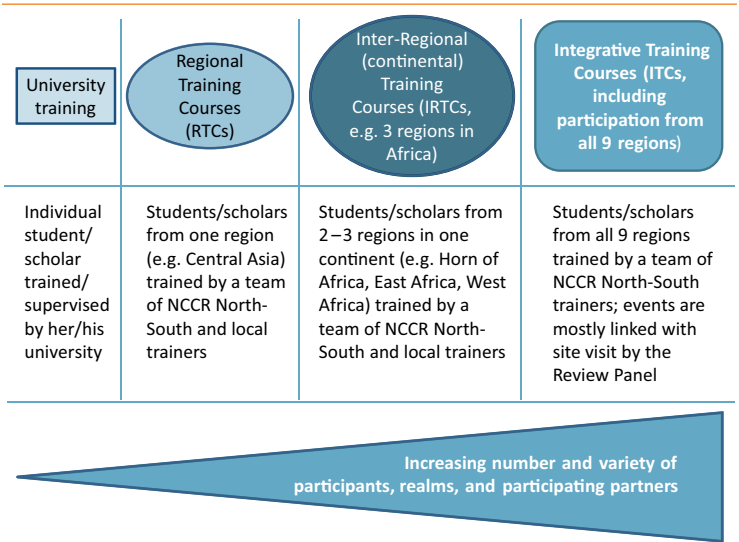 University
training
Regional
Training
Courses
(RTCs)
Inter-Regional
(continental)
Training
Courses (IRTCs,
e.g. 3 regions in
Africa)
Integrative Training
Courses (ITCs,
including
participation from
all 9 regions)
Individual
student/
scholar
trained/
supervised
by her/his
university
Students/scholars
from one region
(e.g. Central Asia)
trained by a team
of NCCR North-
South and local
trainers
Students/scholars from
2–3 regions in one
continent (e.g. Horn of
Africa, East Africa, West
Africa) trained by a
team of NCCR North-
South and local trainers
Students/scholars
from all 9 regions
trained by a team of
NCCR North-South
trainers; events are
mostly linked with
site visit by the
Review Panel
Increasing number and variety of
participants, realms, and participating partners